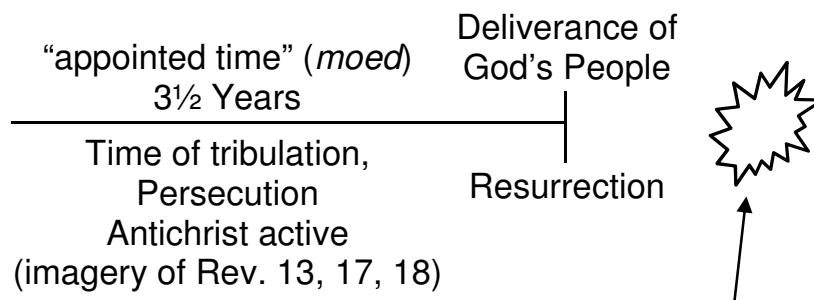 “appointed time” (moed)
3½ Years
Deliverance of
God’s People
Time of tribulation,
Persecution
Antichrist active
(imagery of Rev. 13, 17, 18)
Resurrection